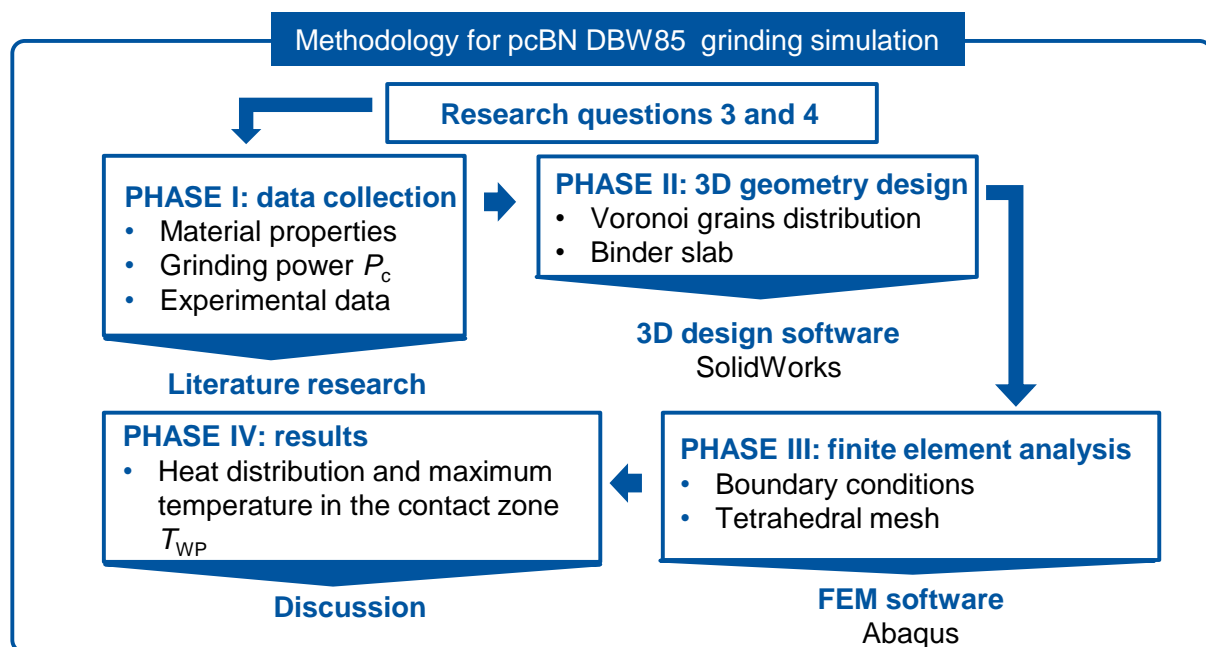 Methodology for pcBN DBW85 grinding simulation
Research questions 3 and 4
PHASE I: data collection
• Material properties
• Grinding power Pc
• Experimental data
Literature research
PHASE II: 3D geometry design
• Voronoi grains distribution
• Binder slab
3D design software
SolidWorks
PHASE III: finite element analysis
• Boundary conditions
• Tetrahedral mesh
FEM software
Abaqus
PHASE IV: results
• Heat distribution and maximum
temperature in the contact zone
TWP
Discussion